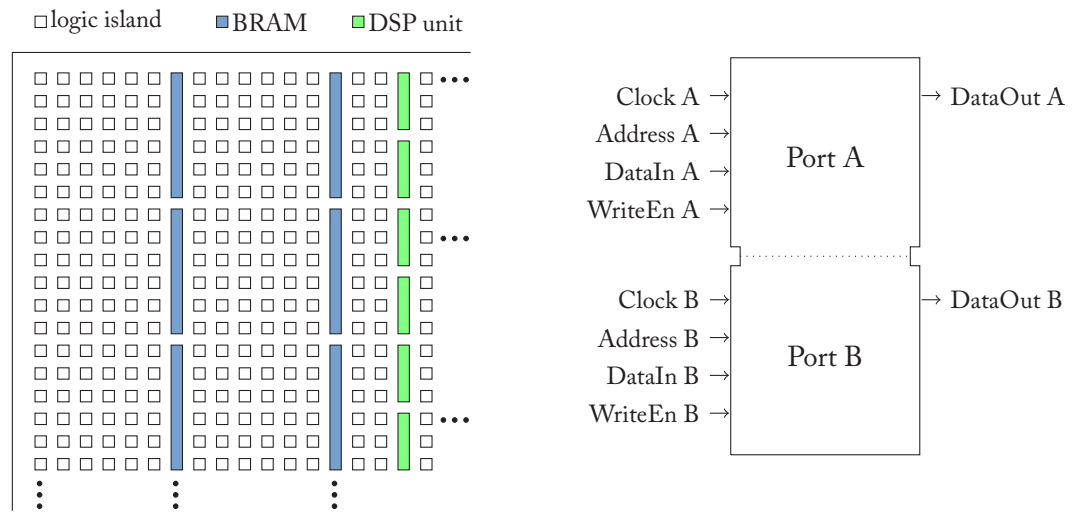 logic island BRAM DSP unit
Clock A
Address A
DataIn A
WriteEn A
Port A
DataOut A
Clock B
Address B
DataIn B
WriteEn B
Port B
DataOut B